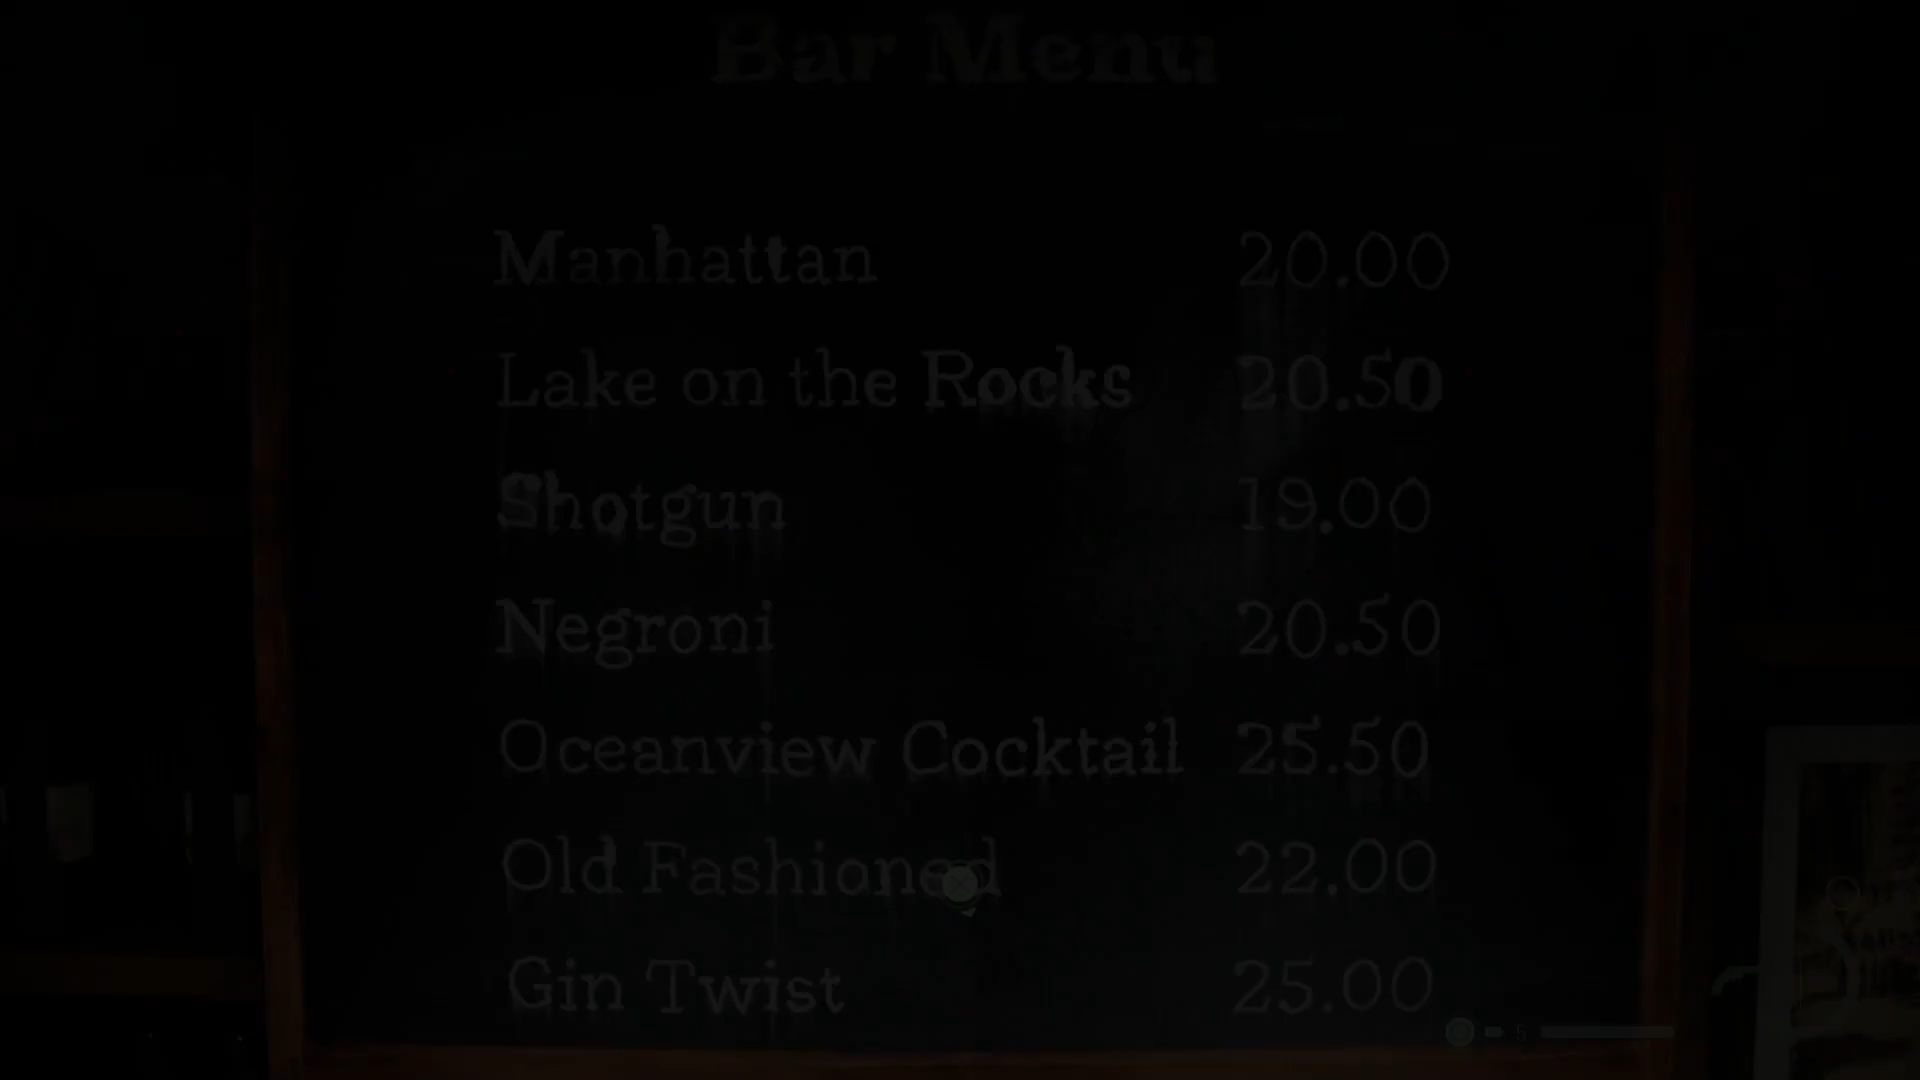 Bar Menu
Manhattan 20.00
Lake on the Rocks 20.50
Shotgun 19.00
Negroni 20.50
Oceanview Cocktail 25.50
Old Fashioned 22.00
Gin Twist 25.00
5